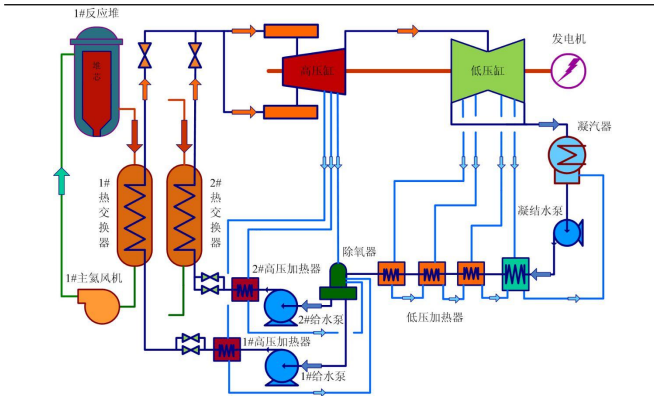 1#反应堆
堆芯
高压缸
低压缸
发电机
凝汽器
1#热交换器
2#热交换器
凝结水泵
除氧器
2#高压加热器
1#主氦风机
2#给水泵
低压加热器
1#高压加热器
1#给水泵